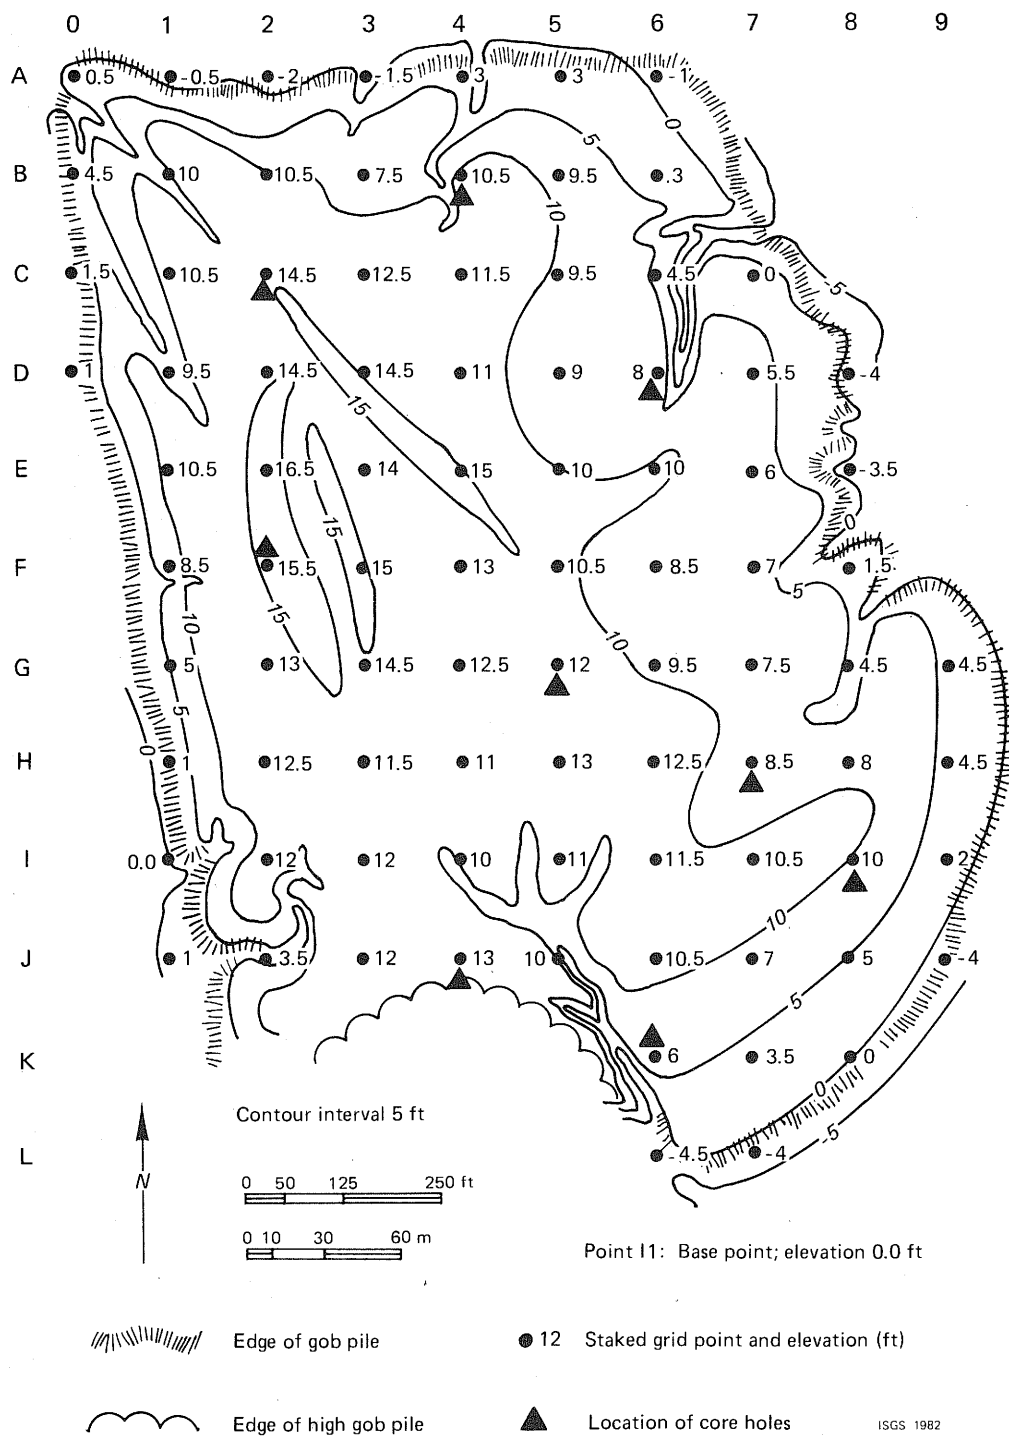 0 1 2 3 4 5 6 7 8 9
A 0.5 -0.5 -2 -1.5 3 3 -1
0
5
B 4.5 10 10.5 7.5 10.5 9.5 .3
10
C 1.5 10.5 14.5 12.5 11.5 9.5 4.5 0
-5
D 1 9.5 14.5 14.5 11 9 8 5.5 -4
15
E 10.5 16.5 14 15 10 10 6 -3.5
15
0
F 8.5 15.5 15 13 10.5 8.5 7 1.5
5
10 15 10
G 5 13 14.5 12.5 12 9.5 7.5 4.5 4.5
5
0
H 1 12.5 11.5 11 13 12.5 8.5 8 4.5
I 0.0 12 12 10 11 11.5 10.5 10 2
10
J 1 3.5 12 13 10 10.5 7 5 -4
5
K 6 3.5 0
0
Contour interval 5 ft
-5
L -4.5 -4
N
0 50 125 250 ft
0 10 30 60 m
Point I1: Base point; elevation 0.0 ft
Edge of gob pile
12 Staked grid point and elevation (ft)
Edge of high gob pile
Location of core holes
ISGS 1982